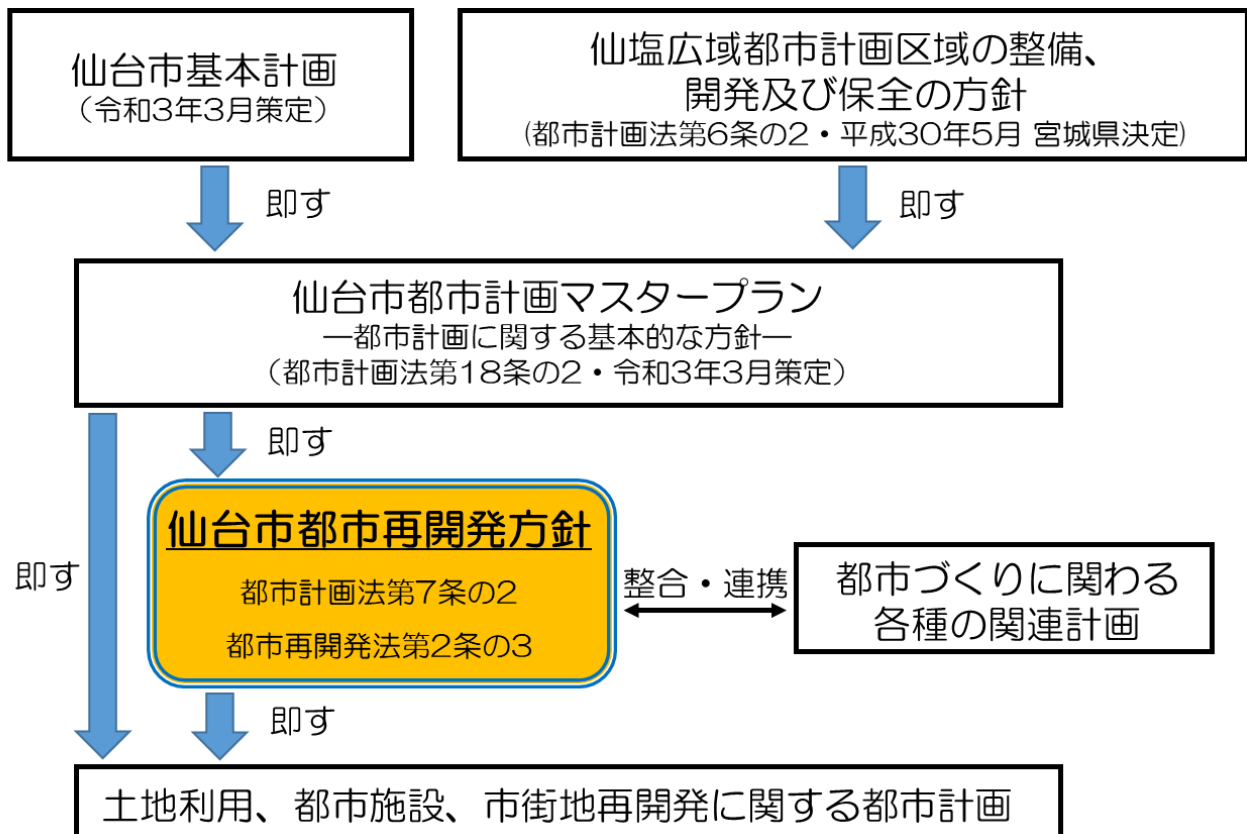 仙台市基本計画
（令和3年3月策定）
仙塩広域都市計画区域の整備、
開発及び保全の方針
(都市計画法第6条の2・平成30年5月 宮城県決定)
即す
即す
仙台市都市計画マスタープラン
―都市計画に関する基本的な方針―
（都市計画法第18条の2・令和3年3月策定）
即す
仙台市都市再開発方針
都市計画法第7条の2
都市再開発法第2条の3
即す
整合・連携
都市づくりに関わる
各種の関連計画
即す
土地利用、都市施設、市街地再開発に関する都市計画